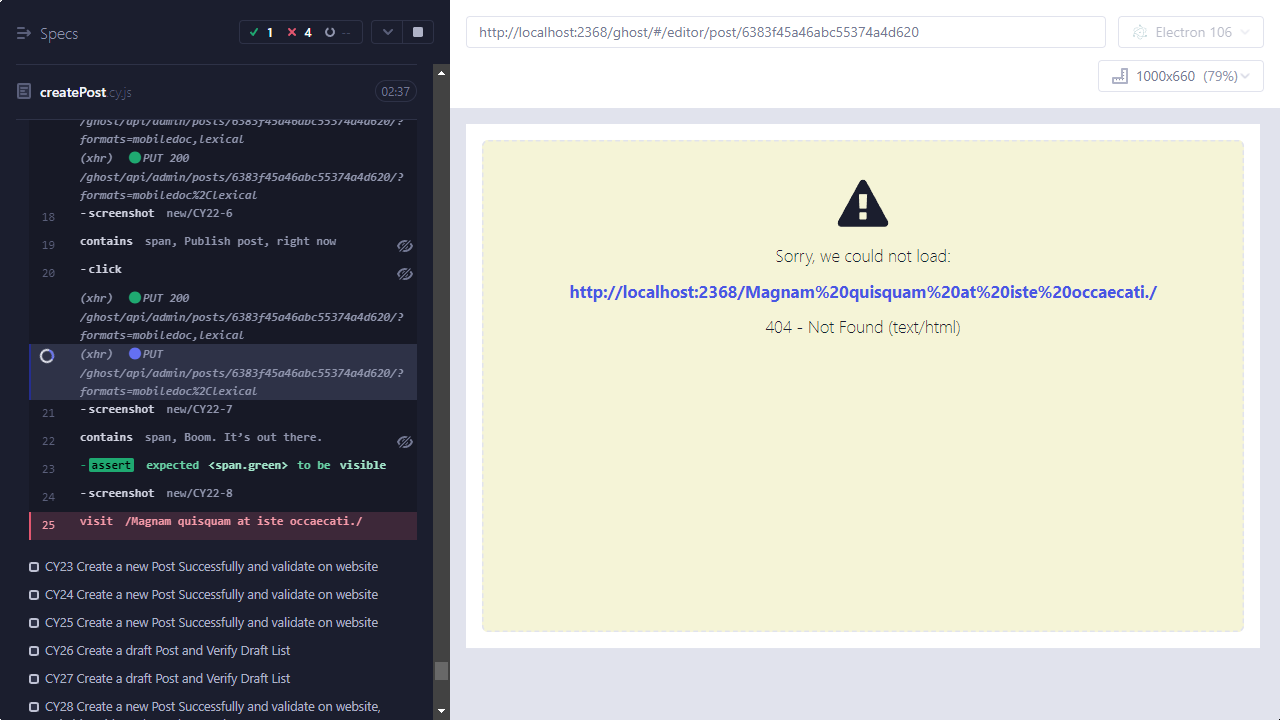 Specs
1
4
--
createPost.cy.js
02:37
/ghost/api/admin/posts/6383f45a46abc55374a4d620/?
formats=mobiledoc,lexical
(xhr) PUT 200
/ghost/api/admin/posts/6383f45a46abc55374a4d620/?
formats=mobiledoc%2Clexical
18 -screenshot new/CY22-6
19 contains span, Publish post, right now
20 -click
(xhr) PUT 200
/ghost/api/admin/posts/6383f45a46abc55374a4d620/?
formats=mobiledoc,lexical
(xhr) PUT
/ghost/api/admin/posts/6383f45a46abc55374a4d620/?
formats=mobiledoc%2Clexical
21 -screenshot new/CY22-7
22 contains span, Boom. It’s out there.
23 -assert expected <span.green> to be visible
24 -screenshot new/CY22-8
25 visit /Magnam quisquam at iste occaecati./
CY23 Create a new Post Successfully and validate on website
CY24 Create a new Post Successfully and validate on website
CY25 Create a new Post Successfully and validate on website
CY26 Create a draft Post and Verify Draft List
CY27 Create a draft Post and Verify Draft List
CY28 Create a new Post Successfully and validate on website,
http://localhost:2368/ghost/#/editor/post/6383f45a46abc55374a4d620
Electron 106
1000x660 (79%)
Sorry, we could not load:
http://localhost:2368/Magnam%20quisquam%20at%20iste%20occaecati./
404 - Not Found (text/html)